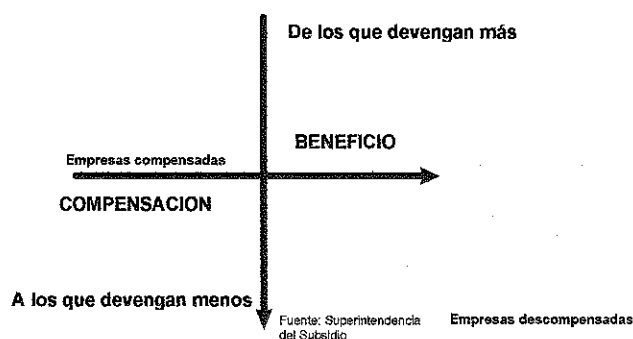 De los que devengan más
BENEFICIO
Empresas compensadas
COMPENSACION
A los que devengan menos
Fuente: Superintendencia
del Subsidio
Empresas descompensadas